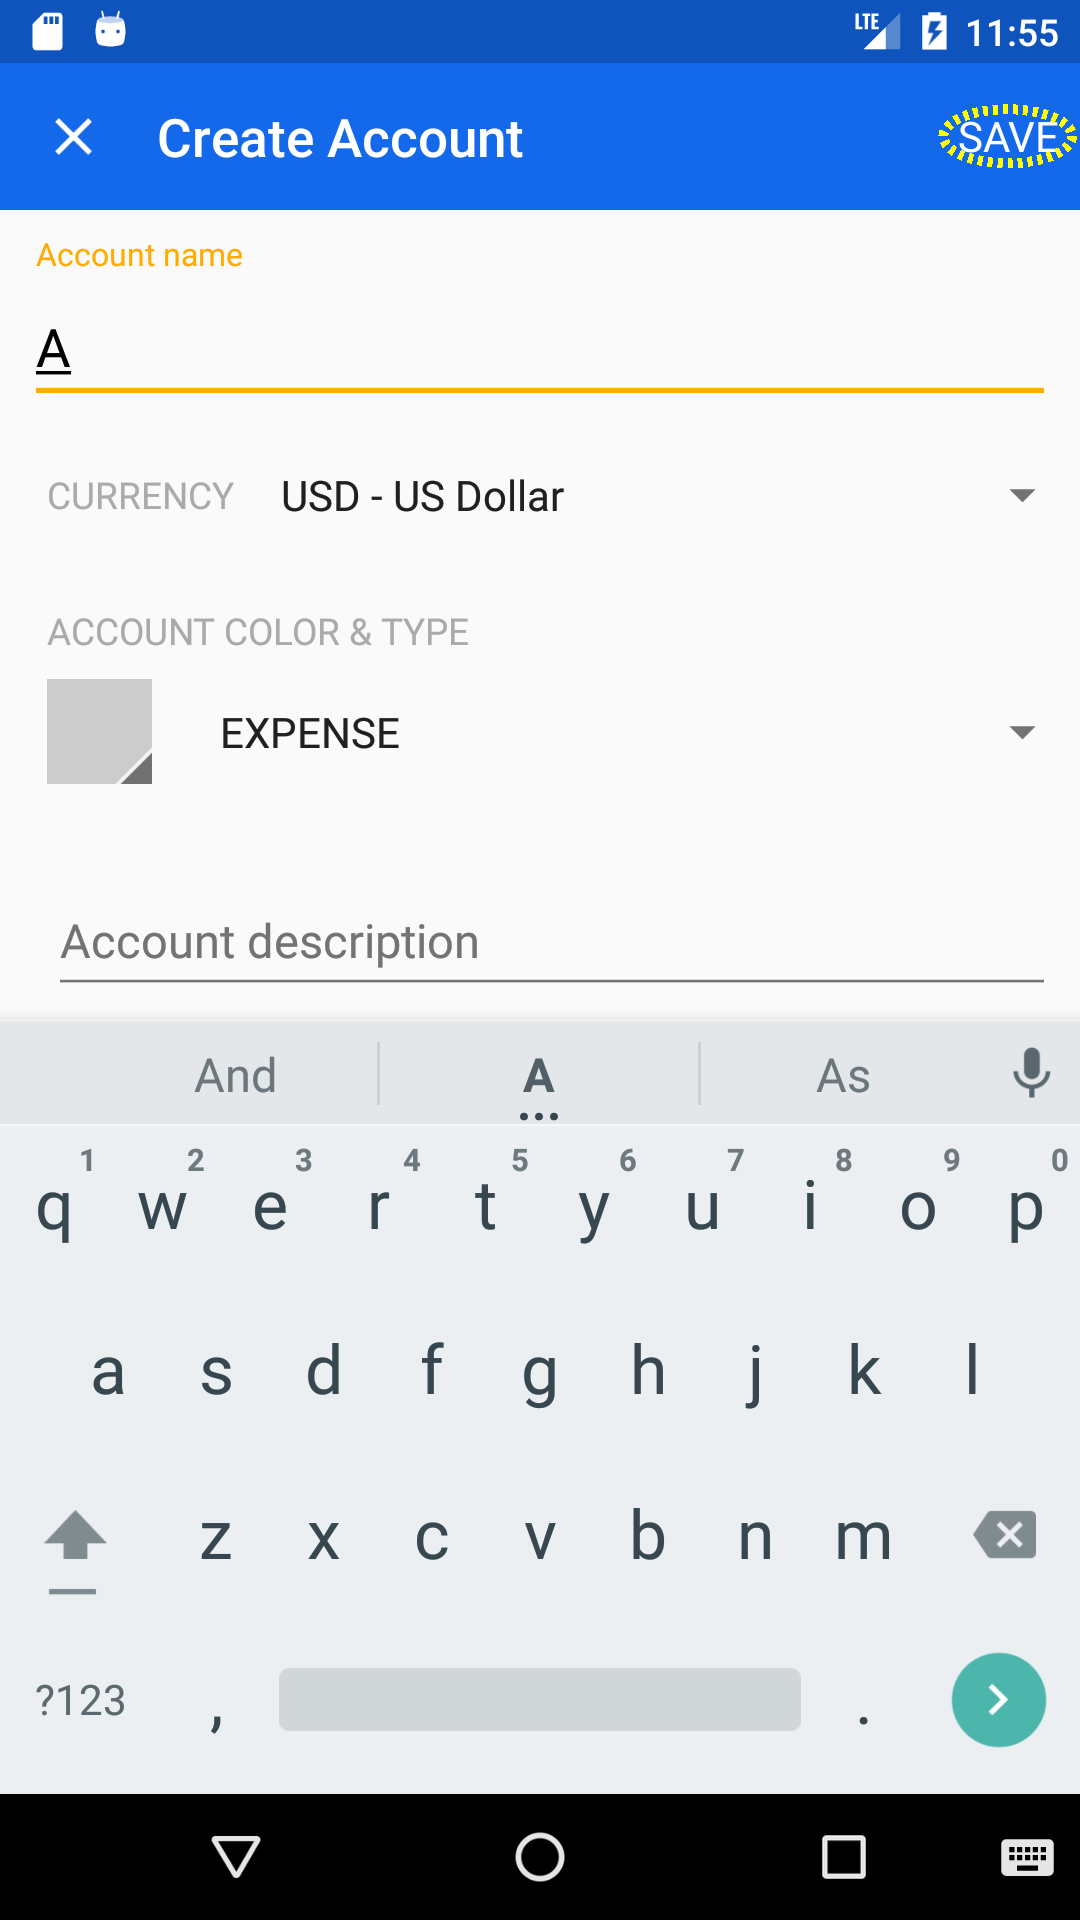 LTE 11:55
Create Account SAVE
Account name
A
CURRENCY USD - US Dollar
ACCOUNT COLOR & TYPE
EXPENSE
Account description
And A As
1 2 3 4 5 6 7 8 9 0
q w e r t y u i o p
a s d f g h j k l
z x c v b n m
?123 , .